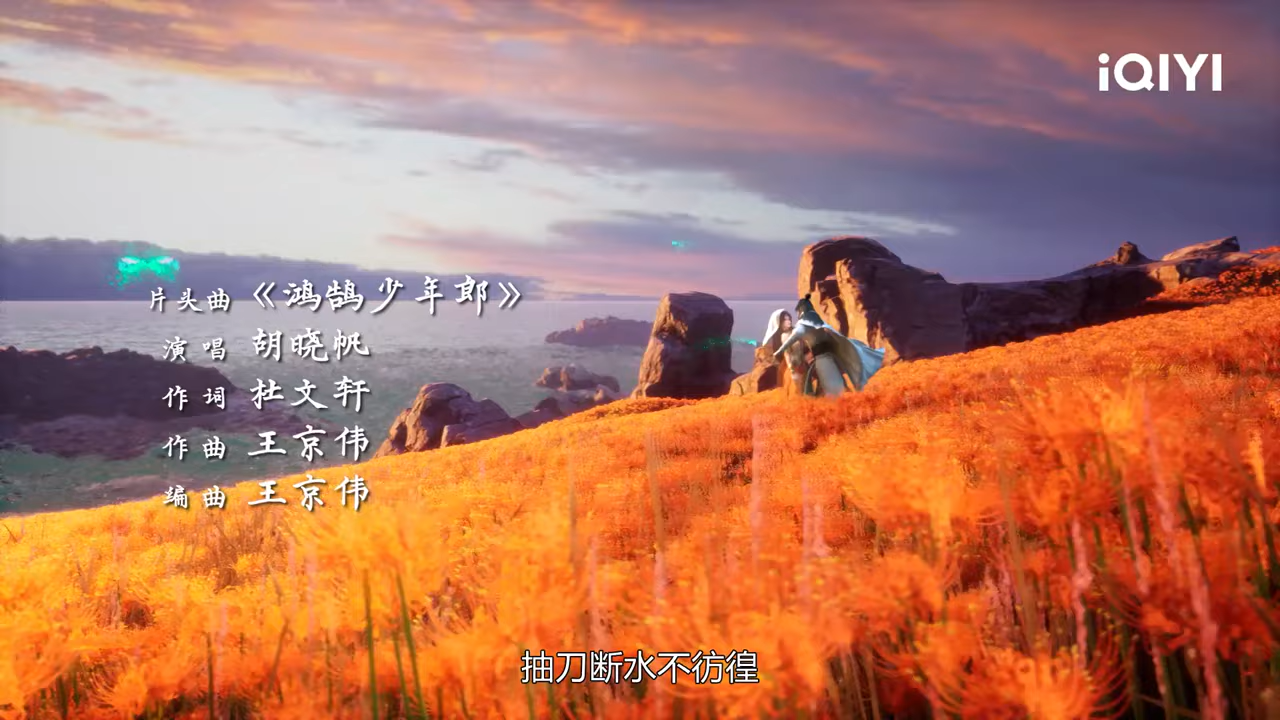 iQIYI
片头曲 《鸿鹄少年郎》
演唱 胡晓帆
作词 杜文轩
作曲 王京伟
编曲 王京伟
抽刀断水不彷徨